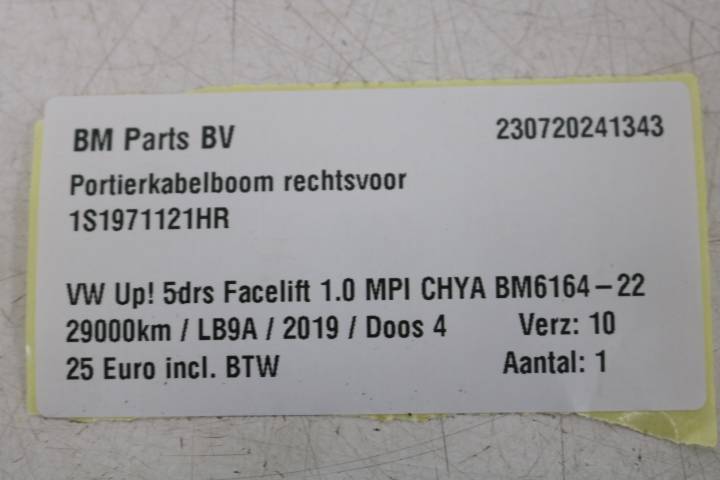 BM Parts BV 230720241343
Portierkabelboom rechtsvoor
1S1971121HR
VW Up! 5drs Facelift 1.0 MPI CHYA BM6164-22
29000km / LB9A / 2019 / Doos 4 Verz: 10
25 Euro incl. BTW Aantal: 1